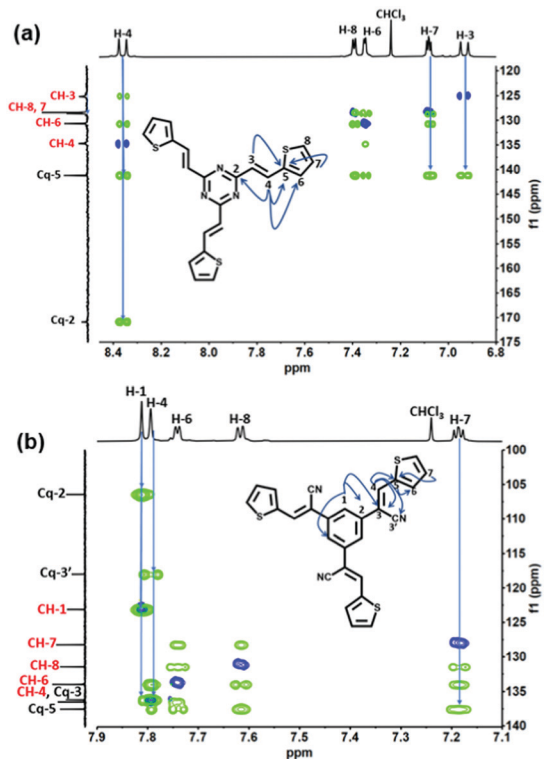 (a)
H-4
H-8
H-6
CHCl3
H-7
H-3
CH-3
CH-8, 7
CH-6
CH-4
Cq-5
Cq-2
120
125
130
135
140
145
150
155
160
165
170
175
f1 (ppm)
S
S
S
N
N
N
2
3
4
5
6
7
8
8.4 8.2 8.0 7.8 7.6 7.4 7.2 7.0 6.8
ppm
(b)
H-1
H-4
H-6
H-8
CHCl3
H-7
Cq-2
Cq-3'
CH-1
CH-7
CH-8
CH-6
CH-4, Cq-3
Cq-5
100
105
110
115
120
125
130
135
140
f1 (ppm)
S
S
S
CN
NC
CN
1
2
3
3'
4
5
6
7
7.9 7.8 7.7 7.6 7.5 7.4 7.3 7.2 7.1
ppm